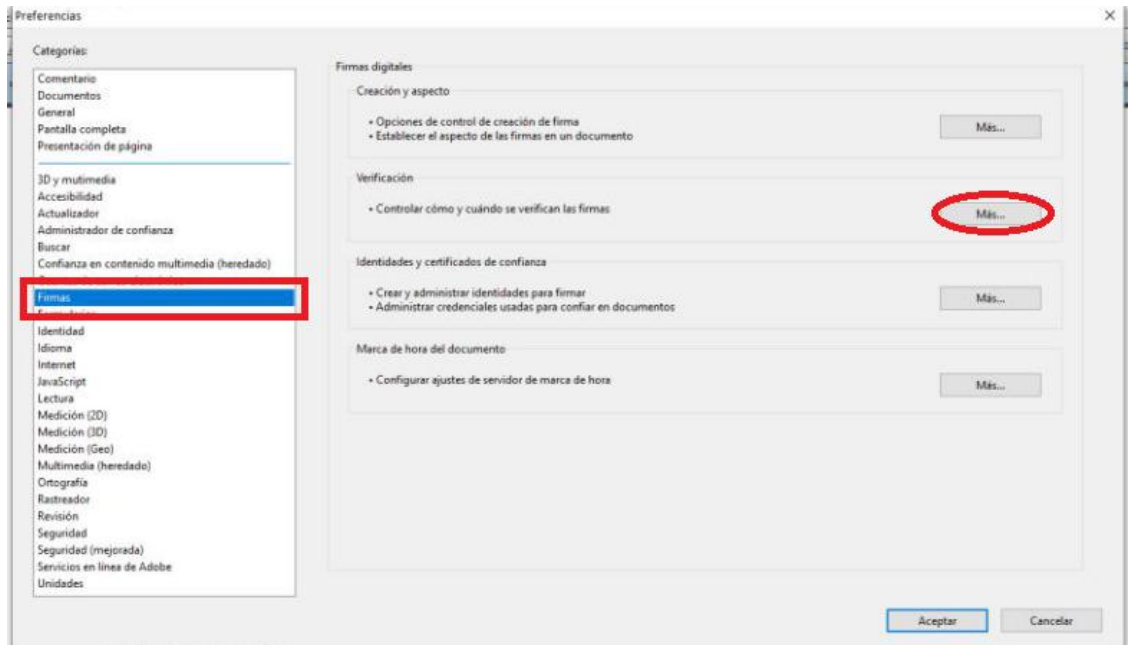 Preferencias
Categorías:
Comentario
Documentos
General
Pantalla completa
Presentación de página
3D y mutimedia
Accesibilidad
Actualizador
Administrador de confianza
Buscar
Confianza en contenido multimedia (heredado)
Firmas
Formularios
Identidad
Idioma
Internet
JavaScript
Lectura
Medición (2D)
Medición (3D)
Medición (Geo)
Multimedia (heredado)
Ortografía
Rastreador
Revisión
Seguridad
Seguridad (mejorada)
Servicios en línea de Adobe
Unidades
Firmas digitales
Creación y aspecto
• Opciones de control de creación de firma
• Establecer el aspecto de las firmas en un documento
Más...
Verificación
• Controlar cómo y cuándo se verifican las firmas
Más...
Identidades y certificados de confianza
• Crear y administrar identidades para firmar
• Administrar credenciales usadas para confiar en documentos
Más...
Marca de hora del documento
• Configurar ajustes de servidor de marca de hora
Más...
Aceptar
Cancelar